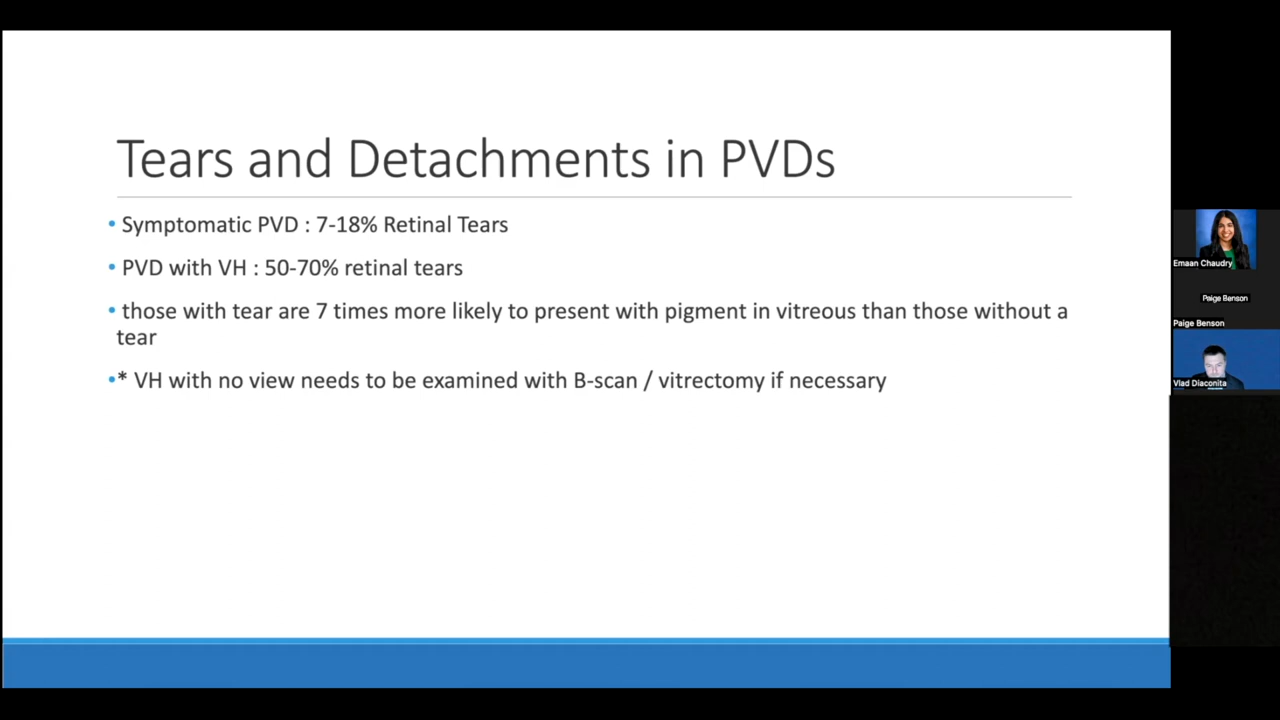 Tears and Detachments in PVDs
• Symptomatic PVD : 7-18% Retinal Tears
• PVD with VH : 50-70% retinal tears
• those with tear are 7 times more likely to present with pigment in vitreous than those without a
tear
•* VH with no view needs to be examined with B-scan / vitrectomy if necessary
Emaan Chaudry
Paige Benson
Paige Benson
Vlad Diaconita